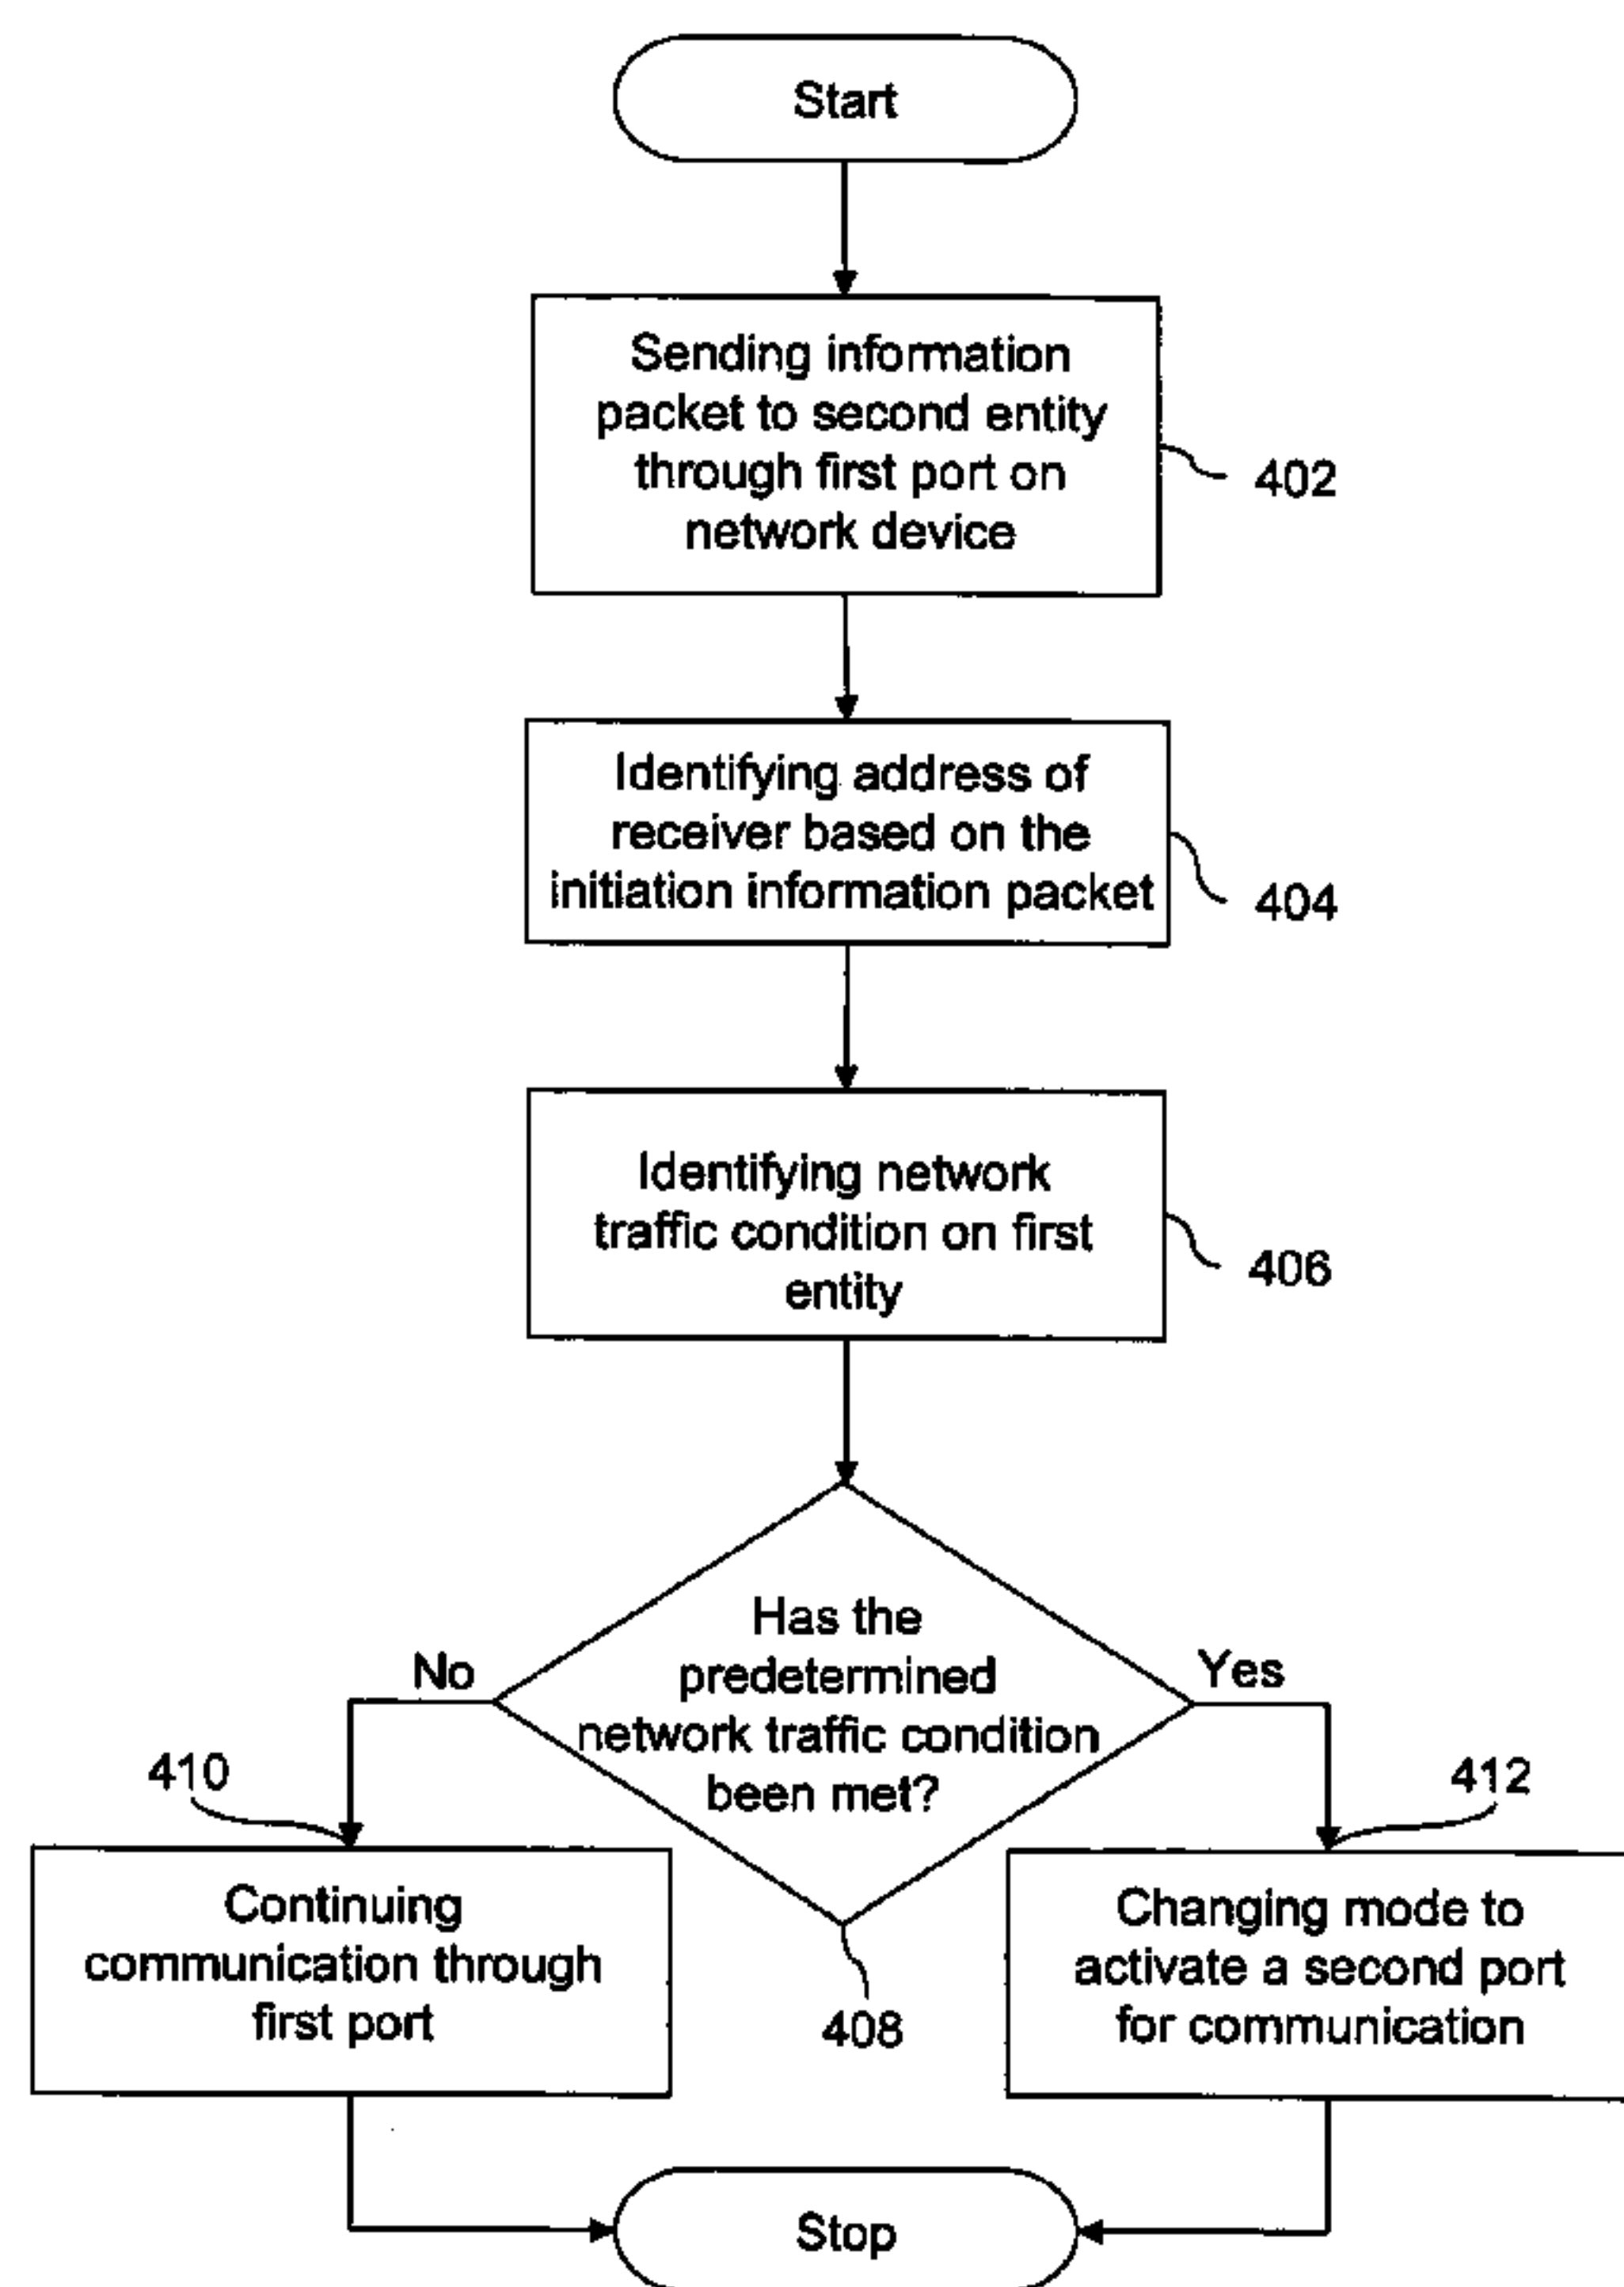 Start
Sending information
packet to second entity
through first port on
network device
402
Identifying address of
receiver based on the
initiation information packet
404
Identifying network
traffic condition on first
entity
406
Has the
predetermined
network traffic condition
been met?
No
Yes
408
410
Continuing
communication through
first port
412
Changing mode to
activate a second port
for communication
Stop